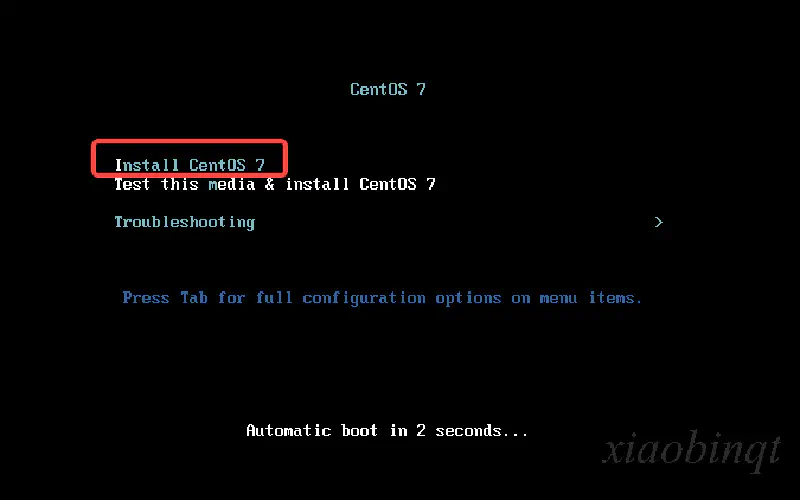 CentOS 7
Install CentOS 7
Test this media & install CentOS 7
Troubleshooting >
Press Tab for full configuration options on menu items.
Automatic boot in 2 seconds...
xiaobinqt